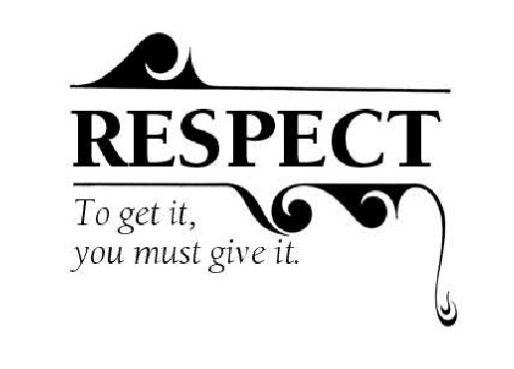 RESPECT
To get it,
you must give it.